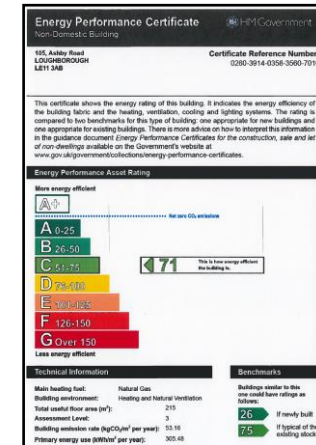 Energy Performance Certificate
HM Government
Non-Domestic Building
105, Ashby Road
LOUGHBOROUGH
LE11 3AB
Certificate Reference Number
0260-3914-0358-3560-701
This certificate shows the energy rating of this building. It indicates the energy efficiency of
the building fabric and the heating, ventilation, cooling and lighting systems. The rating is
compared to two benchmarks for this type of building: one appropriate for new buildings and
one appropriate for existing buildings. There is more advice on how to interpret this information
in the guidance document Energy Performance Certificates for the construction, sale and let
of non-dwellings available on the Government's website at
www.gov.uk/government/collections/energy-performance-certificates.
Energy Performance Asset Rating
More energy efficient
A+
Net zero CO₂ emissions
A 0-25
B 26-50
C 51-75
71
This is how energy efficient
the building is.
D 76-100
E 101-125
F 126-150
G Over 150
Less energy efficient
Technical Information
Main heating fuel: Natural Gas
Building environment: Heating and Natural Ventilation
Total useful floor area (m²): 215
Assessment Level: 3
Building emission rate (kgCO₂/m² per year): 53.16
Primary energy use (kWh/m² per year): 305.48
Benchmarks
Buildings similar to this
one could have ratings as
follows:
26 If newly built
75 If typical of the
existing stock